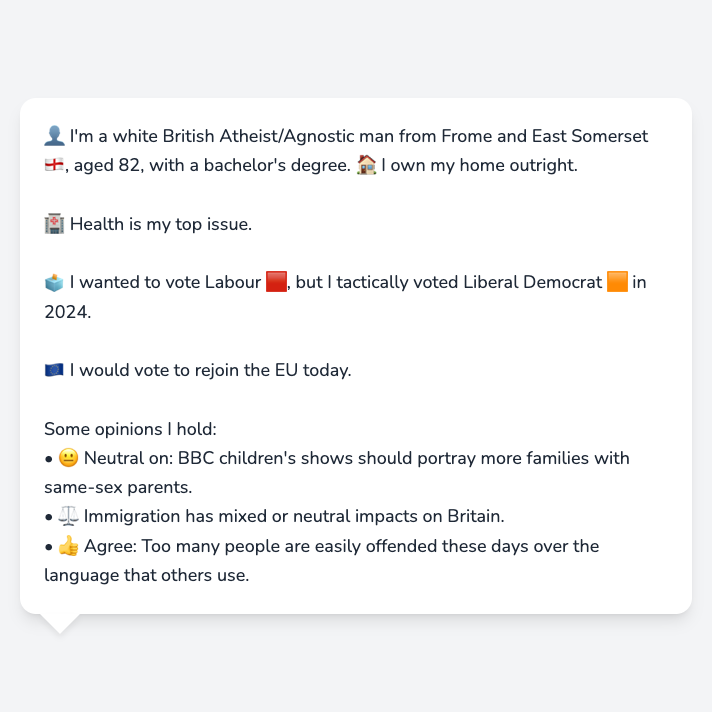 👤 I'm a white British Atheist/Agnostic man from Frome and East Somerset
🏴󠁧󠁢󠁥󠁮󠁧󠁿, aged 82, with a bachelor's degree. 🏠 I own my home outright.
🏥 Health is my top issue.
🗳️ I wanted to vote Labour 🟥, but I tactically voted Liberal Democrat 🟧 in
2024.
🇪🇺 I would vote to rejoin the EU today.
Some opinions I hold:
• 😐 Neutral on: BBC children's shows should portray more families with
same-sex parents.
• ⚖️ Immigration has mixed or neutral impacts on Britain.
• 👍 Agree: Too many people are easily offended these days over the
language that others use.